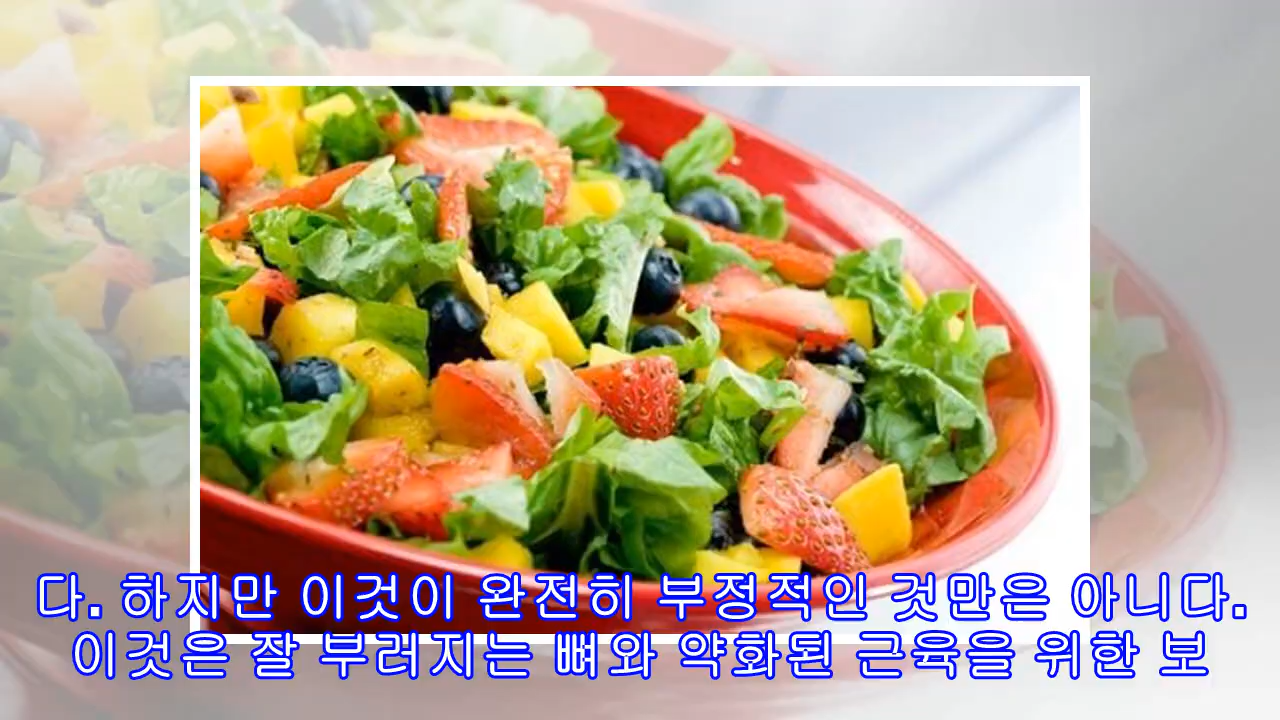 다. 하지만 이것이 완전히 부정적인 것만은 아니다.
이것은 잘 부러지는 뼈와 약화된 근육을 위한 보